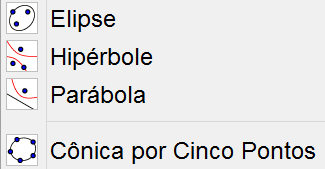 Elipse
Hipérbole
Parábola
Cônica por Cinco Pontos